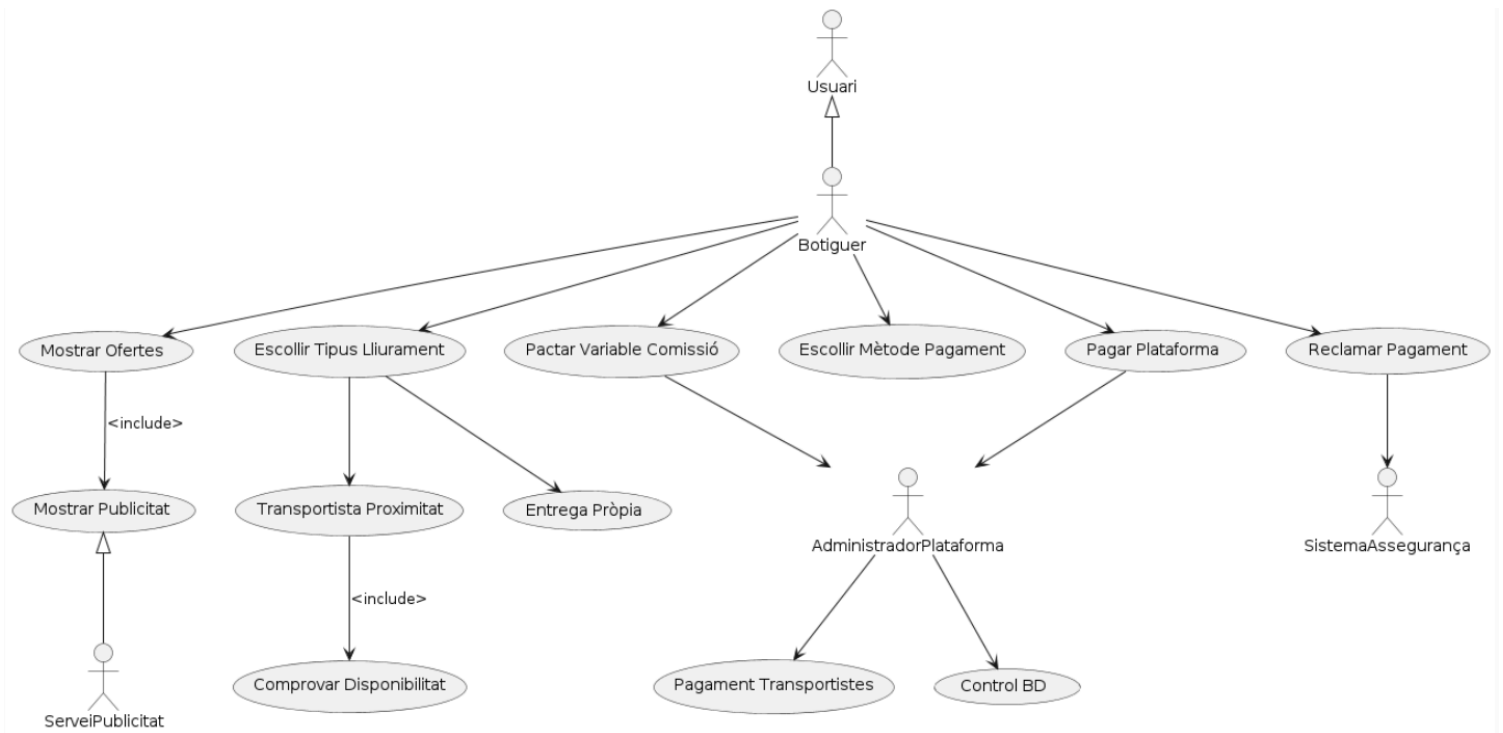 Usuari
Botiguer
Mostrar Ofertes
Escollir Tipus Lliurament
Pactar Variable Comissió
Escollir Mètode Pagament
Pagar Plataforma
Reclamar Pagament
<include>
Mostrar Publicitat
Transportista Proximitat
Entrega Pròpia
AdministradorPlataforma
SistemaAssegurança
<include>
Comprovar Disponibilitat
Pagament Transportistes
Control BD
ServeiPublicitat